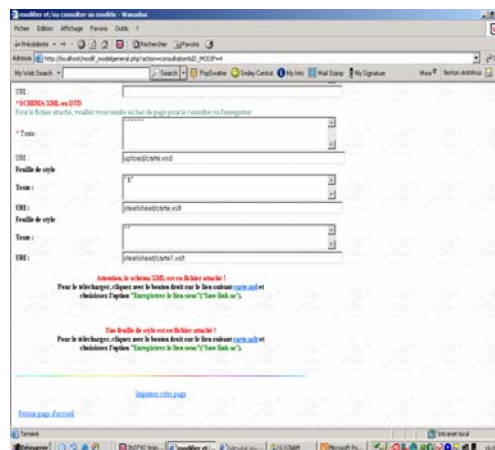 modifier et/ou consulter un modèle - Wanadoo
Fichier Edition Affichage Favoris Outils ?
Précédente Rechercher Favoris
Adresse http://localhost/modif_modelgeneral.php?action=consultation&ID_MODIF=4
My Web Search Search PopSwatter Smiley Central My Info Mail Stamp My Signature More Norton AntiVirus
URI :
*SCHEMA XML ou DTD
Pour le fichier attaché, veuillez vous rendre en bas de page pour le consulter ou l'enregistrer
* Texte :
URI : upload/carte.xsd
Feuille de style
Texte :
URI : steelsheet/carte.xslt
Feuille de style
Texte :
URI : steelsheet/carte1.xslt
Attention, le schéma XML est en fichier attaché !
Pour le télécharger, cliquez avec le bouton droit sur le lien suivant carte.xsd et
choisissez l'option "Enregistrer le lien sous"("Save link as").
Une feuille de style est en fichier attaché !
Pour le télécharger, cliquez avec le bouton droit sur le lien suivant carte.xslt et
choisissez l'option "Enregistrer le lien sous"("Save link as").
Imprimer cette page
Retour page d'accueil
Terminé Intranet local
Démarrer modifier et/...